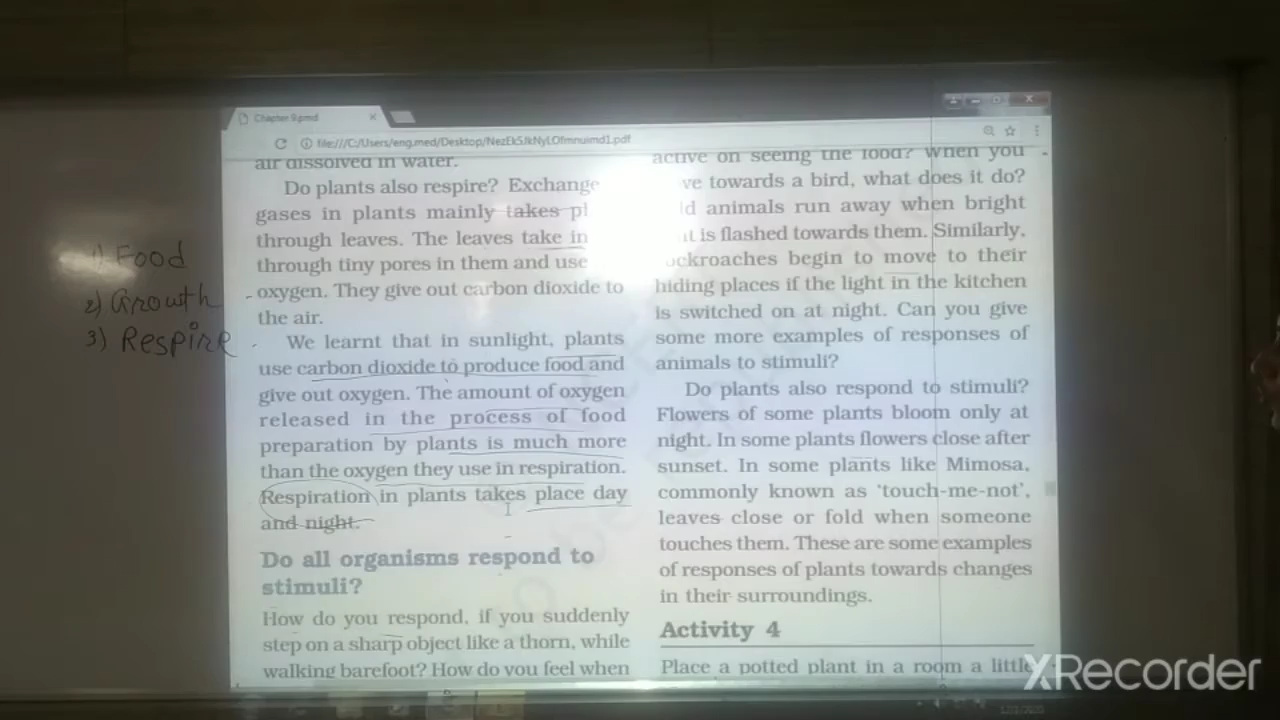 Chapter 9.pmd
file:///C:/Users/eng.med/Desktop/NezEk5JkNyLOfmnuimd1.pdf
1) Food
2) Growth
3) Respire
air dissolved in water.
Do plants also respire? Exchange
gases in plants mainly takes pl
through leaves. The leaves take in
through tiny pores in them and use
oxygen. They give out carbon dioxide to
the air.
We learnt that in sunlight, plants
use carbon dioxide to produce food and
give out oxygen. The amount of oxygen
released in the process of food
preparation by plants is much more
than the oxygen they use in respiration.
Respiration in plants takes place day
and night.
Do all organisms respond to
stimuli?
How do you respond, if you suddenly
step on a sharp object like a thorn, while
walking barefoot? How do you feel when
active on seeing the food? When you
ve towards a bird, what does it do?
ld animals run away when bright
is flashed towards them. Similarly,
ockroaches begin to move to their
hiding places if the light in the kitchen
is switched on at night. Can you give
some more examples of responses of
animals to stimuli?
Do plants also respond to stimuli?
Flowers of some plants bloom only at
night. In some plants flowers close after
sunset. In some plants like Mimosa,
commonly known as 'touch-me-not',
leaves close or fold when someone
touches them. These are some examples
of responses of plants towards changes
in their surroundings.
Activity 4
Place a potted plant in a room a little
XRecorder